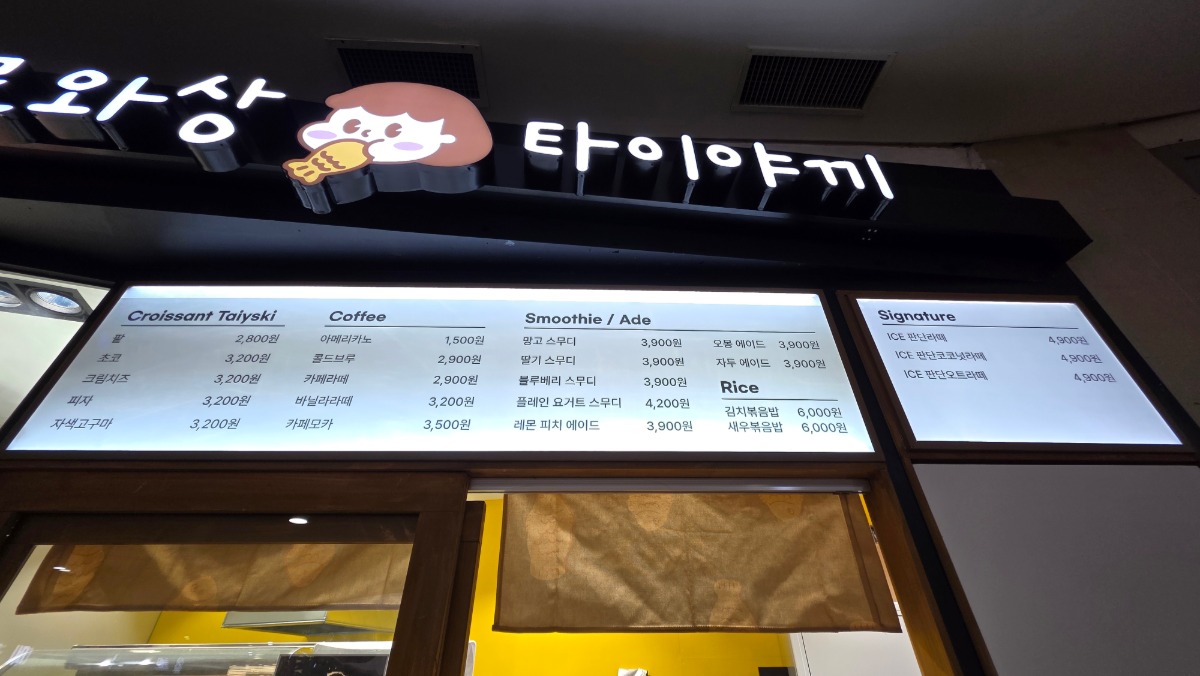 와상 타이야끼
Croissant Taiyski
팥 2,800원
초코 3,200원
크림치즈 3,200원
피자 3,200원
자색고구마 3,200원
Coffee
아메리카노 1,500원
콜드브루 2,900원
카페라떼 2,900원
바닐라라떼 3,200원
카페모카 3,500원
Smoothie / Ade
망고 스무디 3,900원
딸기 스무디 3,900원
블루베리 스무디 3,900원
플레인 요거트 스무디 4,200원
레몬 피치 에이드 3,900원
오몽 에이드 3,900원
자두 에이드 3,900원
Rice
김치볶음밥 6,000원
새우볶음밥 6,000원
Signature
ICE 판단라떼 4,900원
ICE 판단코코넛라떼 4,900원
ICE 판단오트라떼 4,900원